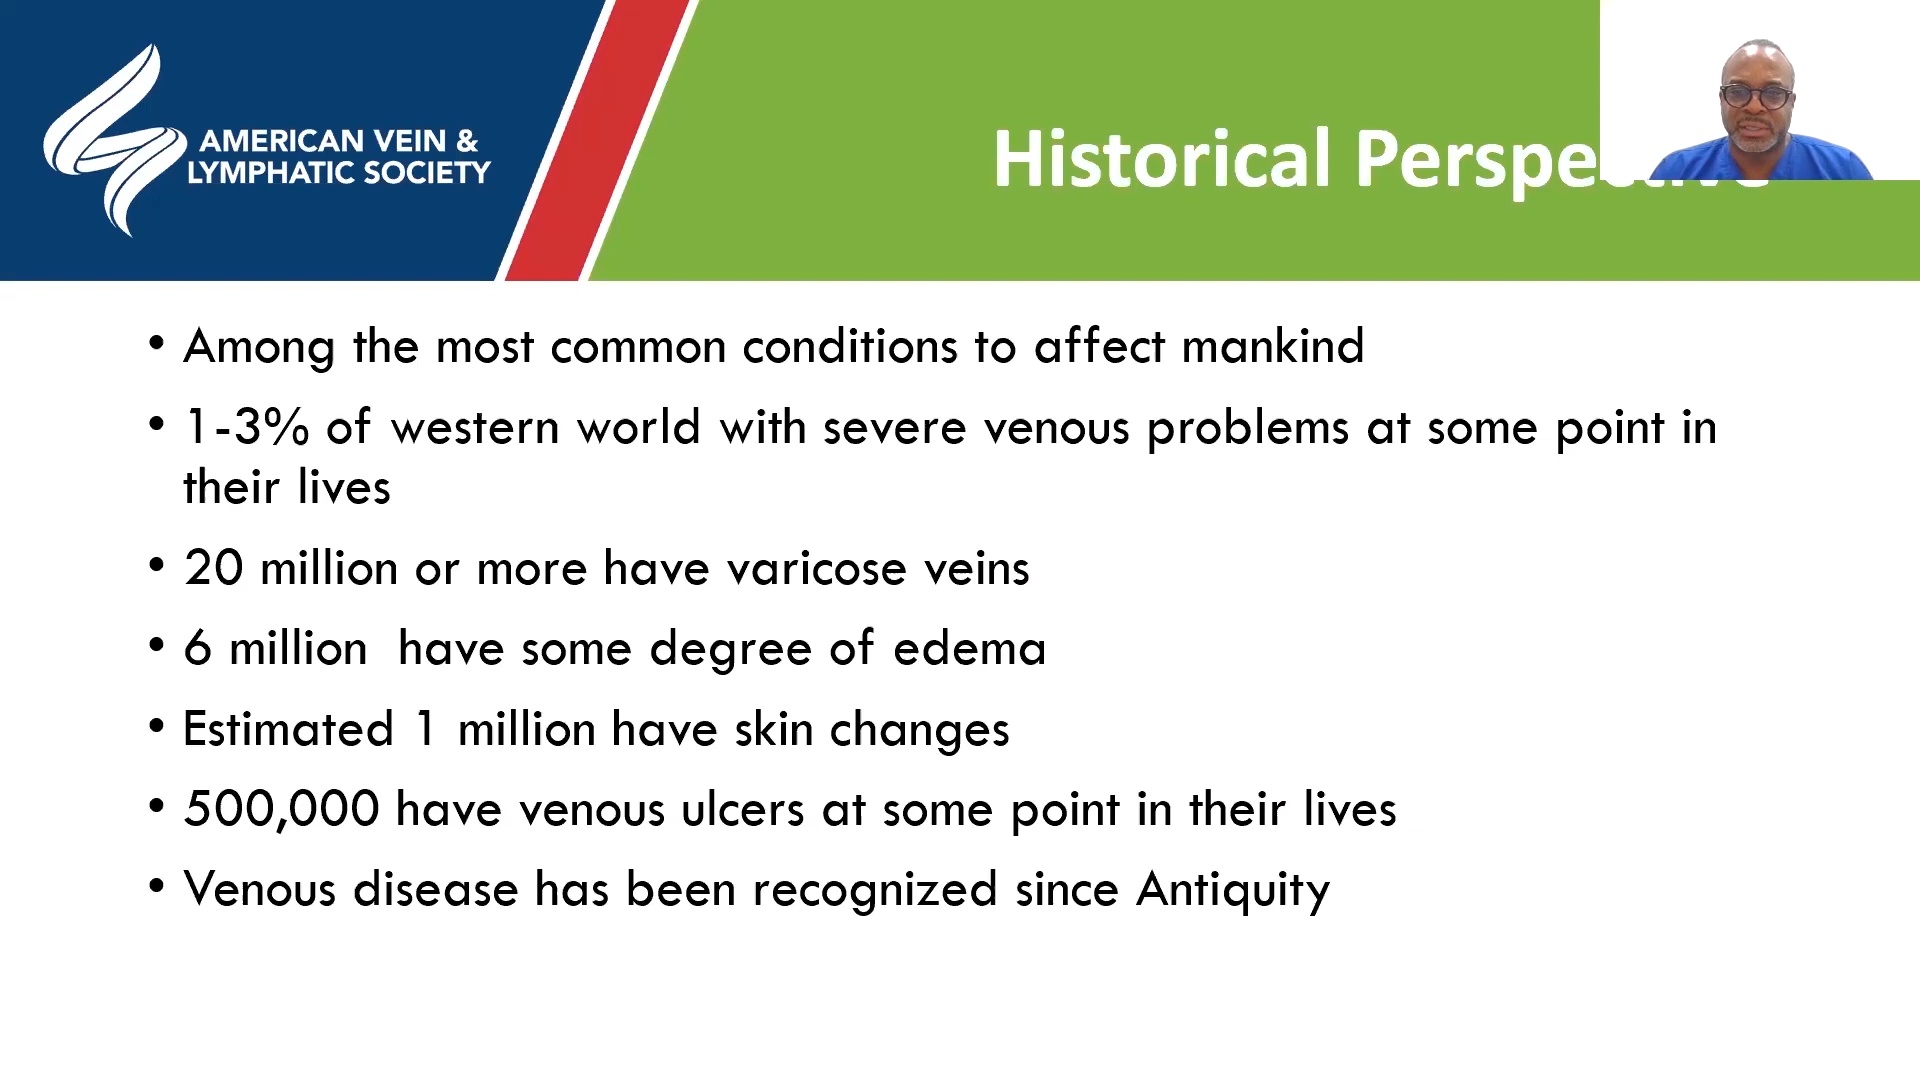 AMERICAN VEIN &
LYMPHATIC SOCIETY
Historical
• Among the most common conditions to affect mankind
• 1-3% of western world with severe venous problems at some point in
their lives
• 20 million or more have varicose veins
• 6 million  have some degree of edema
• Estimated 1 million have skin changes
• 500,000 have venous ulcers at some point in their lives
• Venous disease has been recognized since Antiquity